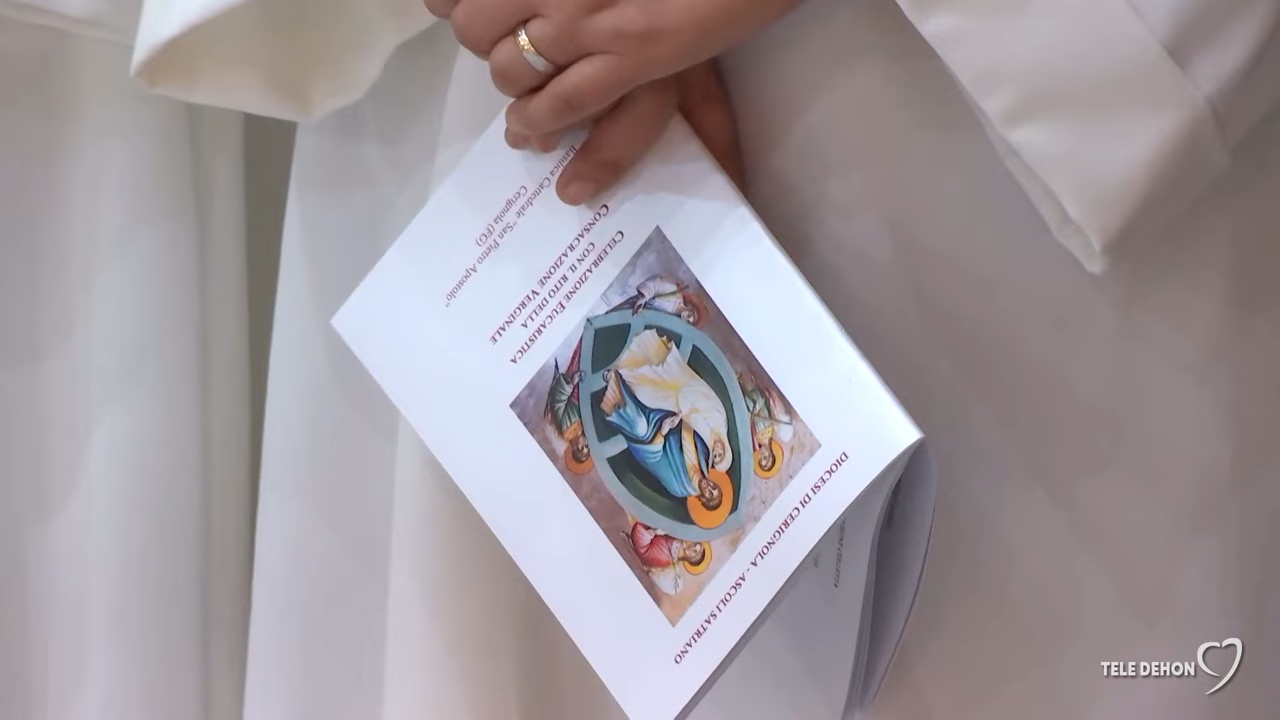 DIOCESI DI CERIGNOLA - ASCOLI SATRIANO
CELEBRAZIONE EUCARISTICA
CON IL RITO DELLA
CONSACRAZIONE VERGINALE
Basilica Cattedrale "San Pietro Apostolo"
Cerignola (FG)
TELE DEHON